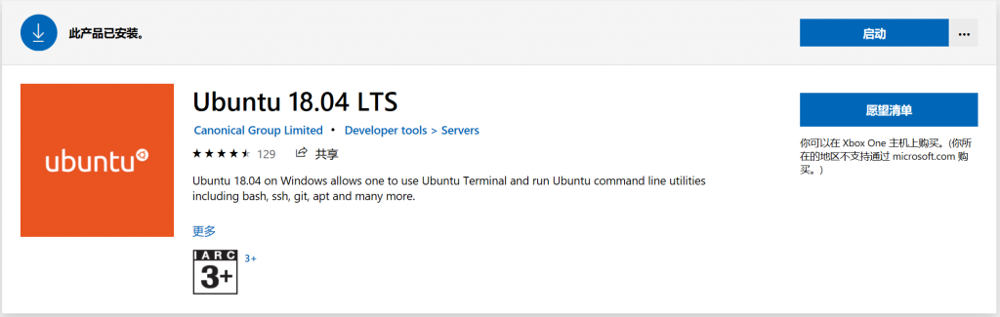 此产品已安装。
启动
...
ubuntu
Ubuntu 18.04 LTS
Canonical Group Limited • Developer tools > Servers
129 共享
Ubuntu 18.04 on Windows allows one to use Ubuntu Terminal and run Ubuntu command line utilities
including bash, ssh, git, apt and many more.
更多
IARC
3+
3+
愿望清单
你可以在 Xbox One 主机上购买。(你所
在的地区不支持通过 microsoft.com 购
买。)